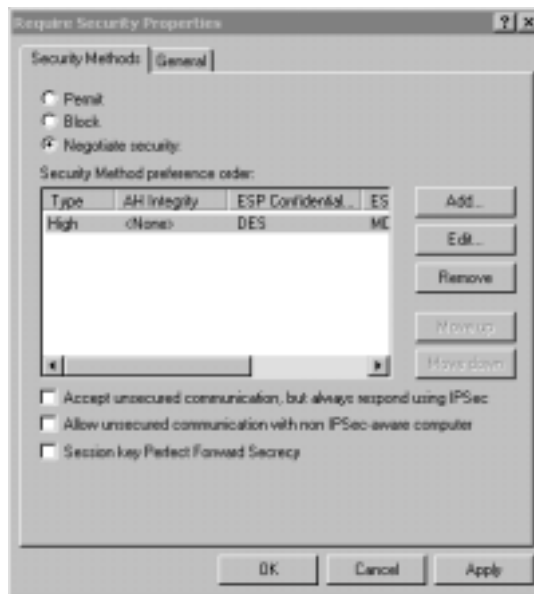 Require Security Properties
Security Methods General
Permit
Block
Negotiate security:
Security Method preference order:
Type AH Integrity ESP Confidential... ES
High <None> DES MD
Add...
Edit...
Remove
Move up
Move down
Accept unsecured communication, but always respond using IPSec
Allow unsecured communication with non IPSec-aware computer
Session key Perfect Forward Secrecy
OK Cancel Apply